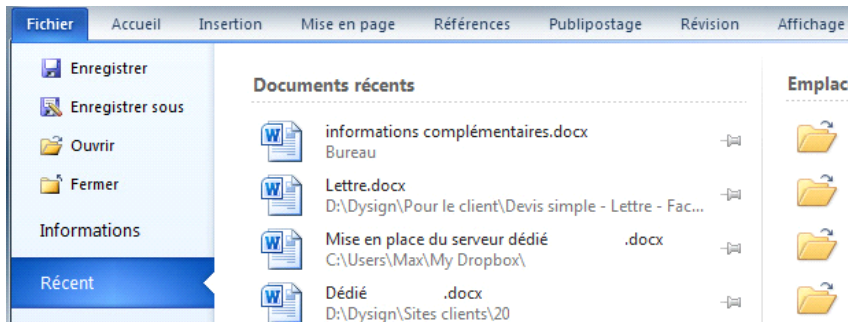 Fichier Accueil Insertion Mise en page Références Publipostage Révision Affichage
Enregistrer
Enregistrer sous
Ouvrir
Fermer
Informations
Récent
Documents récents
informations complémentaires.docx
Bureau
Lettre.docx
D:\Dysign\Pour le client\Devis simple - Lettre - Fac...
Mise en place du serveur dédié .docx
C:\Users\Max\My Dropbox\
Dédié .docx
D:\Dysign\Sites clients\20
Emplac